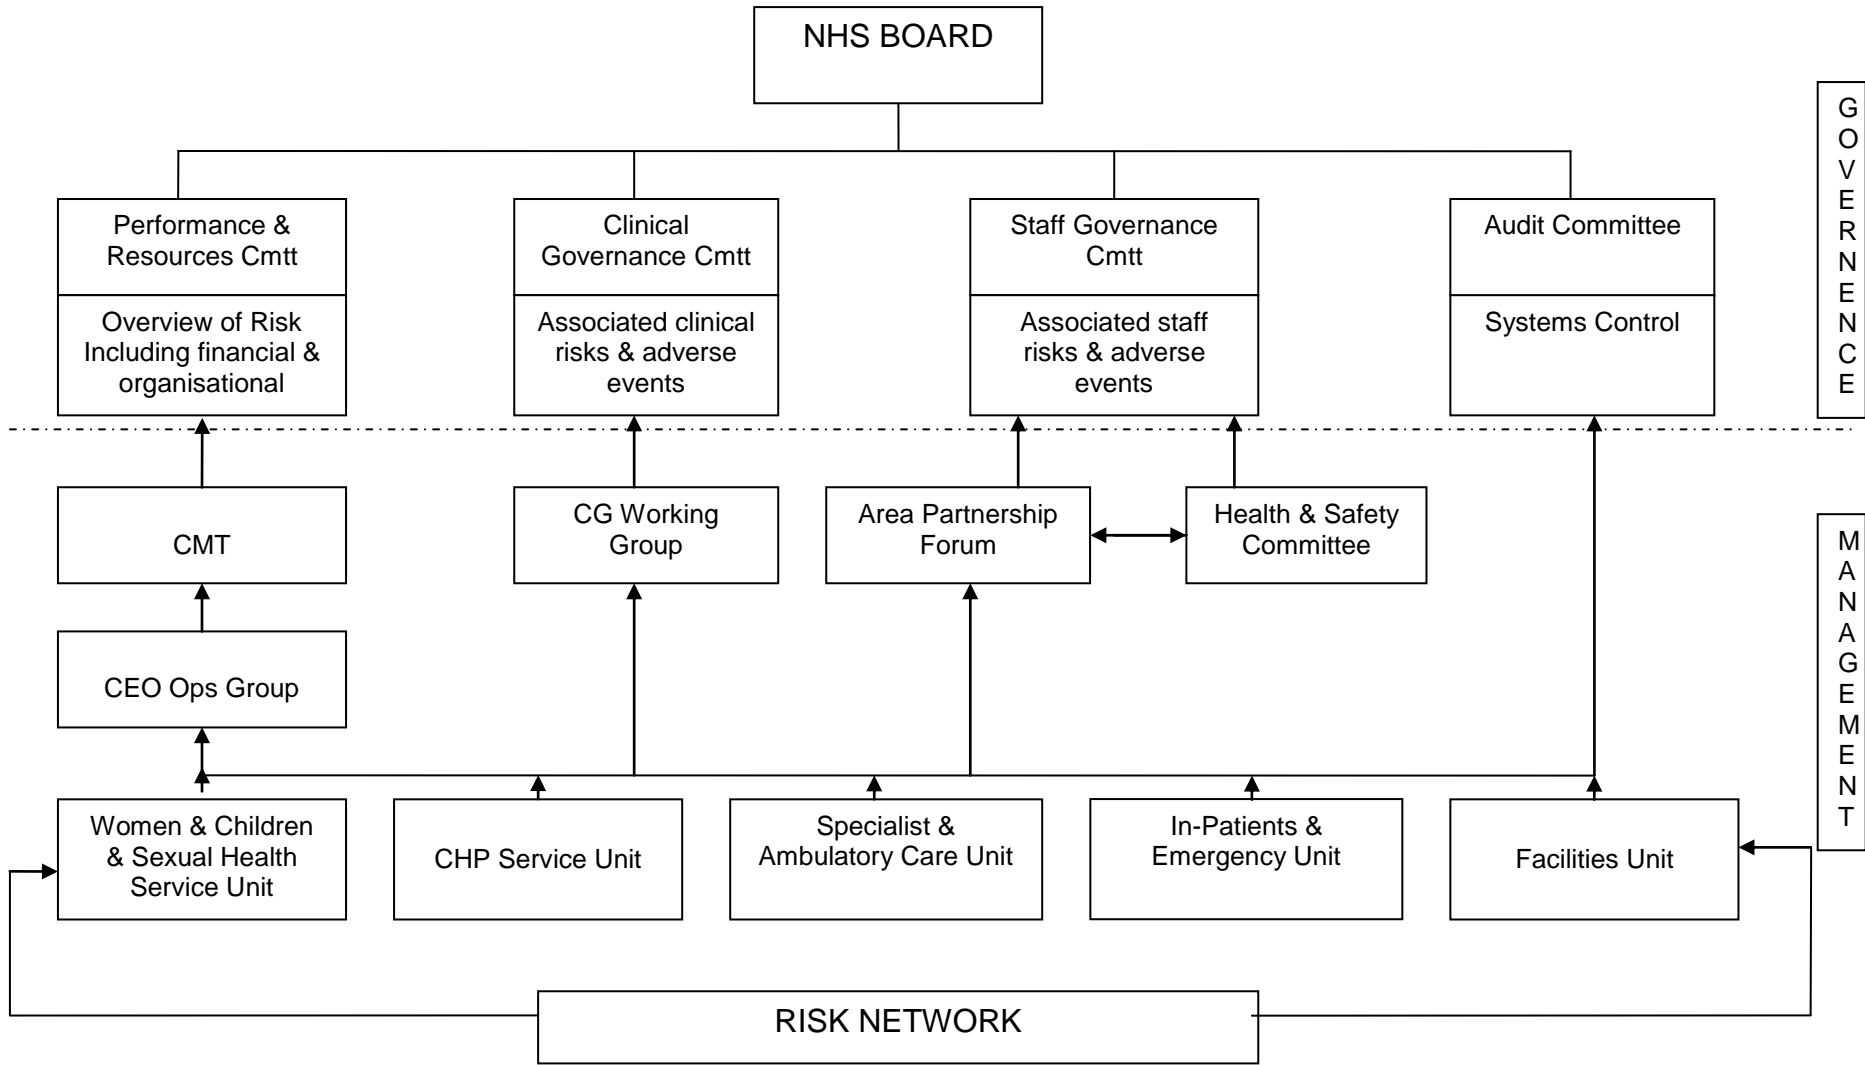 NHS BOARD
Performance &
Resources Cmtt
Clinical
Governance Cmtt
Staff Governance
Cmtt
Audit Committee
Overview of Risk
Including financial &
organisational
Associated clinical
risks & adverse
events
Associated staff
risks & adverse
events
Systems Control
G
O
V
E
R
N
E
N
C
E
CMT
CG Working
Group
Area Partnership
Forum
Health & Safety
Committee
CEO Ops Group
M
A
N
A
G
E
M
E
N
T
Women & Children
& Sexual Health
Service Unit
CHP Service Unit
Specialist &
Ambulatory Care Unit
In-Patients &
Emergency Unit
Facilities Unit
RISK NETWORK